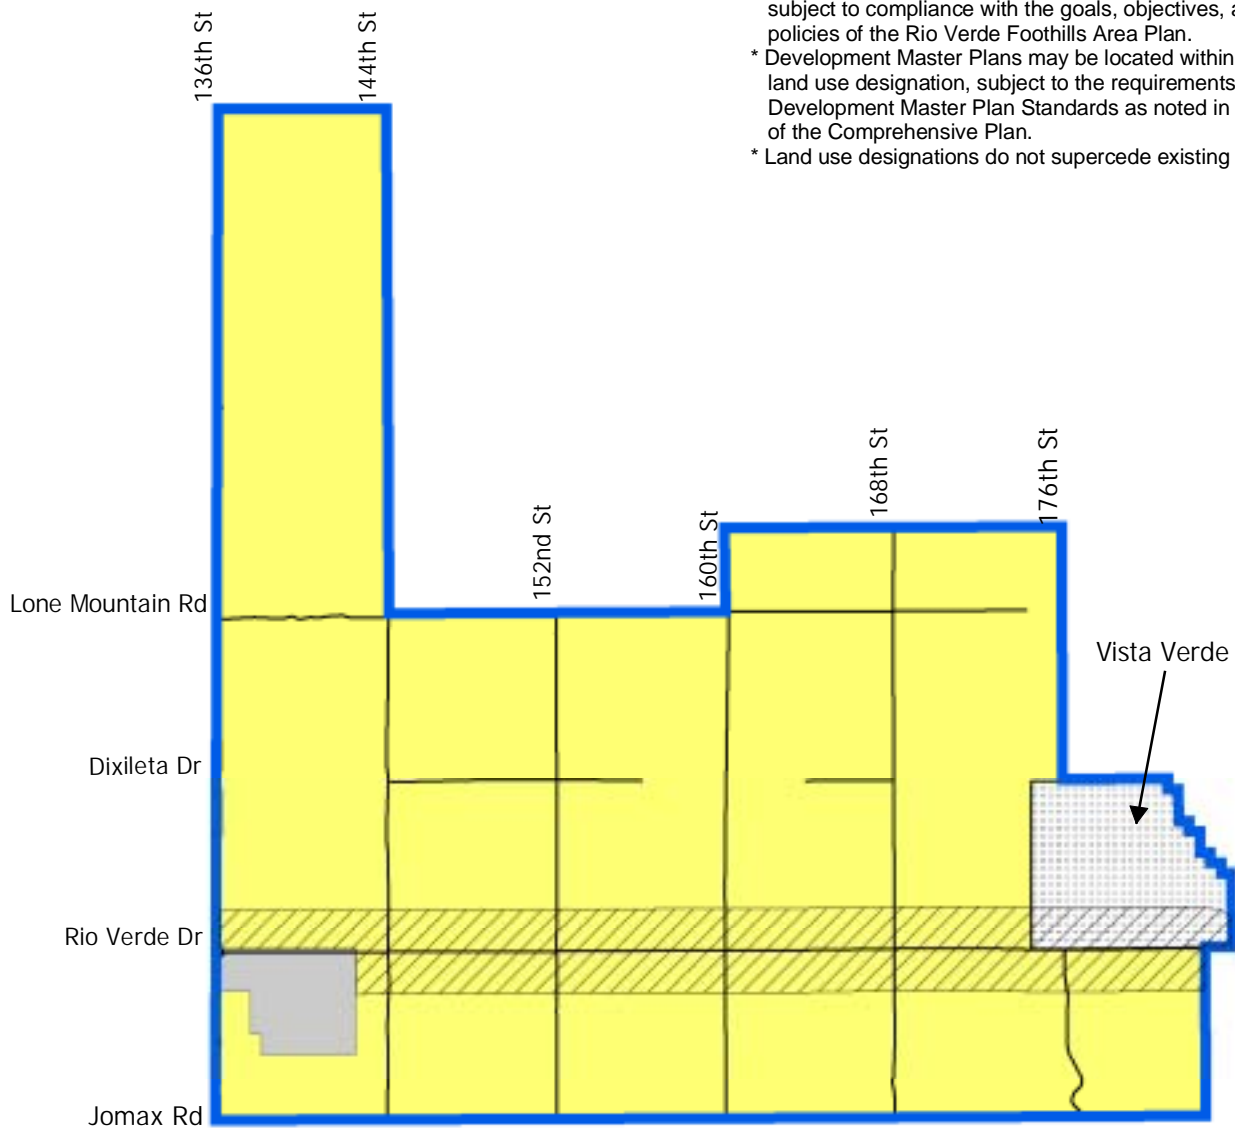 subject to compliance with the goals, objectives, a
policies of the Rio Verde Foothills Area Plan.
* Development Master Plans may be located within
land use designation, subject to the requirements
Development Master Plan Standards as noted in
of the Comprehensive Plan.
* Land use designations do not supercede existing
136th St
144th St
152nd St
160th St
168th St
176th St
Lone Mountain Rd
Vista Verde
Dixileta Dr
Rio Verde Dr
Jomax Rd